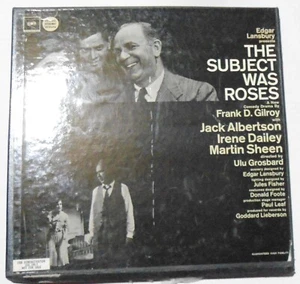 Edgar
Lansbury
presents
THE
SUBJECT
WAS
ROSES
A New
Comedy-Drama By
Frank D. Gilroy
with
Jack Albertson
Irene Dailey
Martin Sheen
directed by
Ulu Grosbard
scenery designed by
Edgar Lansbury
lighting designed by
Jules Fisher
costumes designed by
Donald Foote
production stage manager
Paul Leaf
produced for records by
Goddard Lieberson